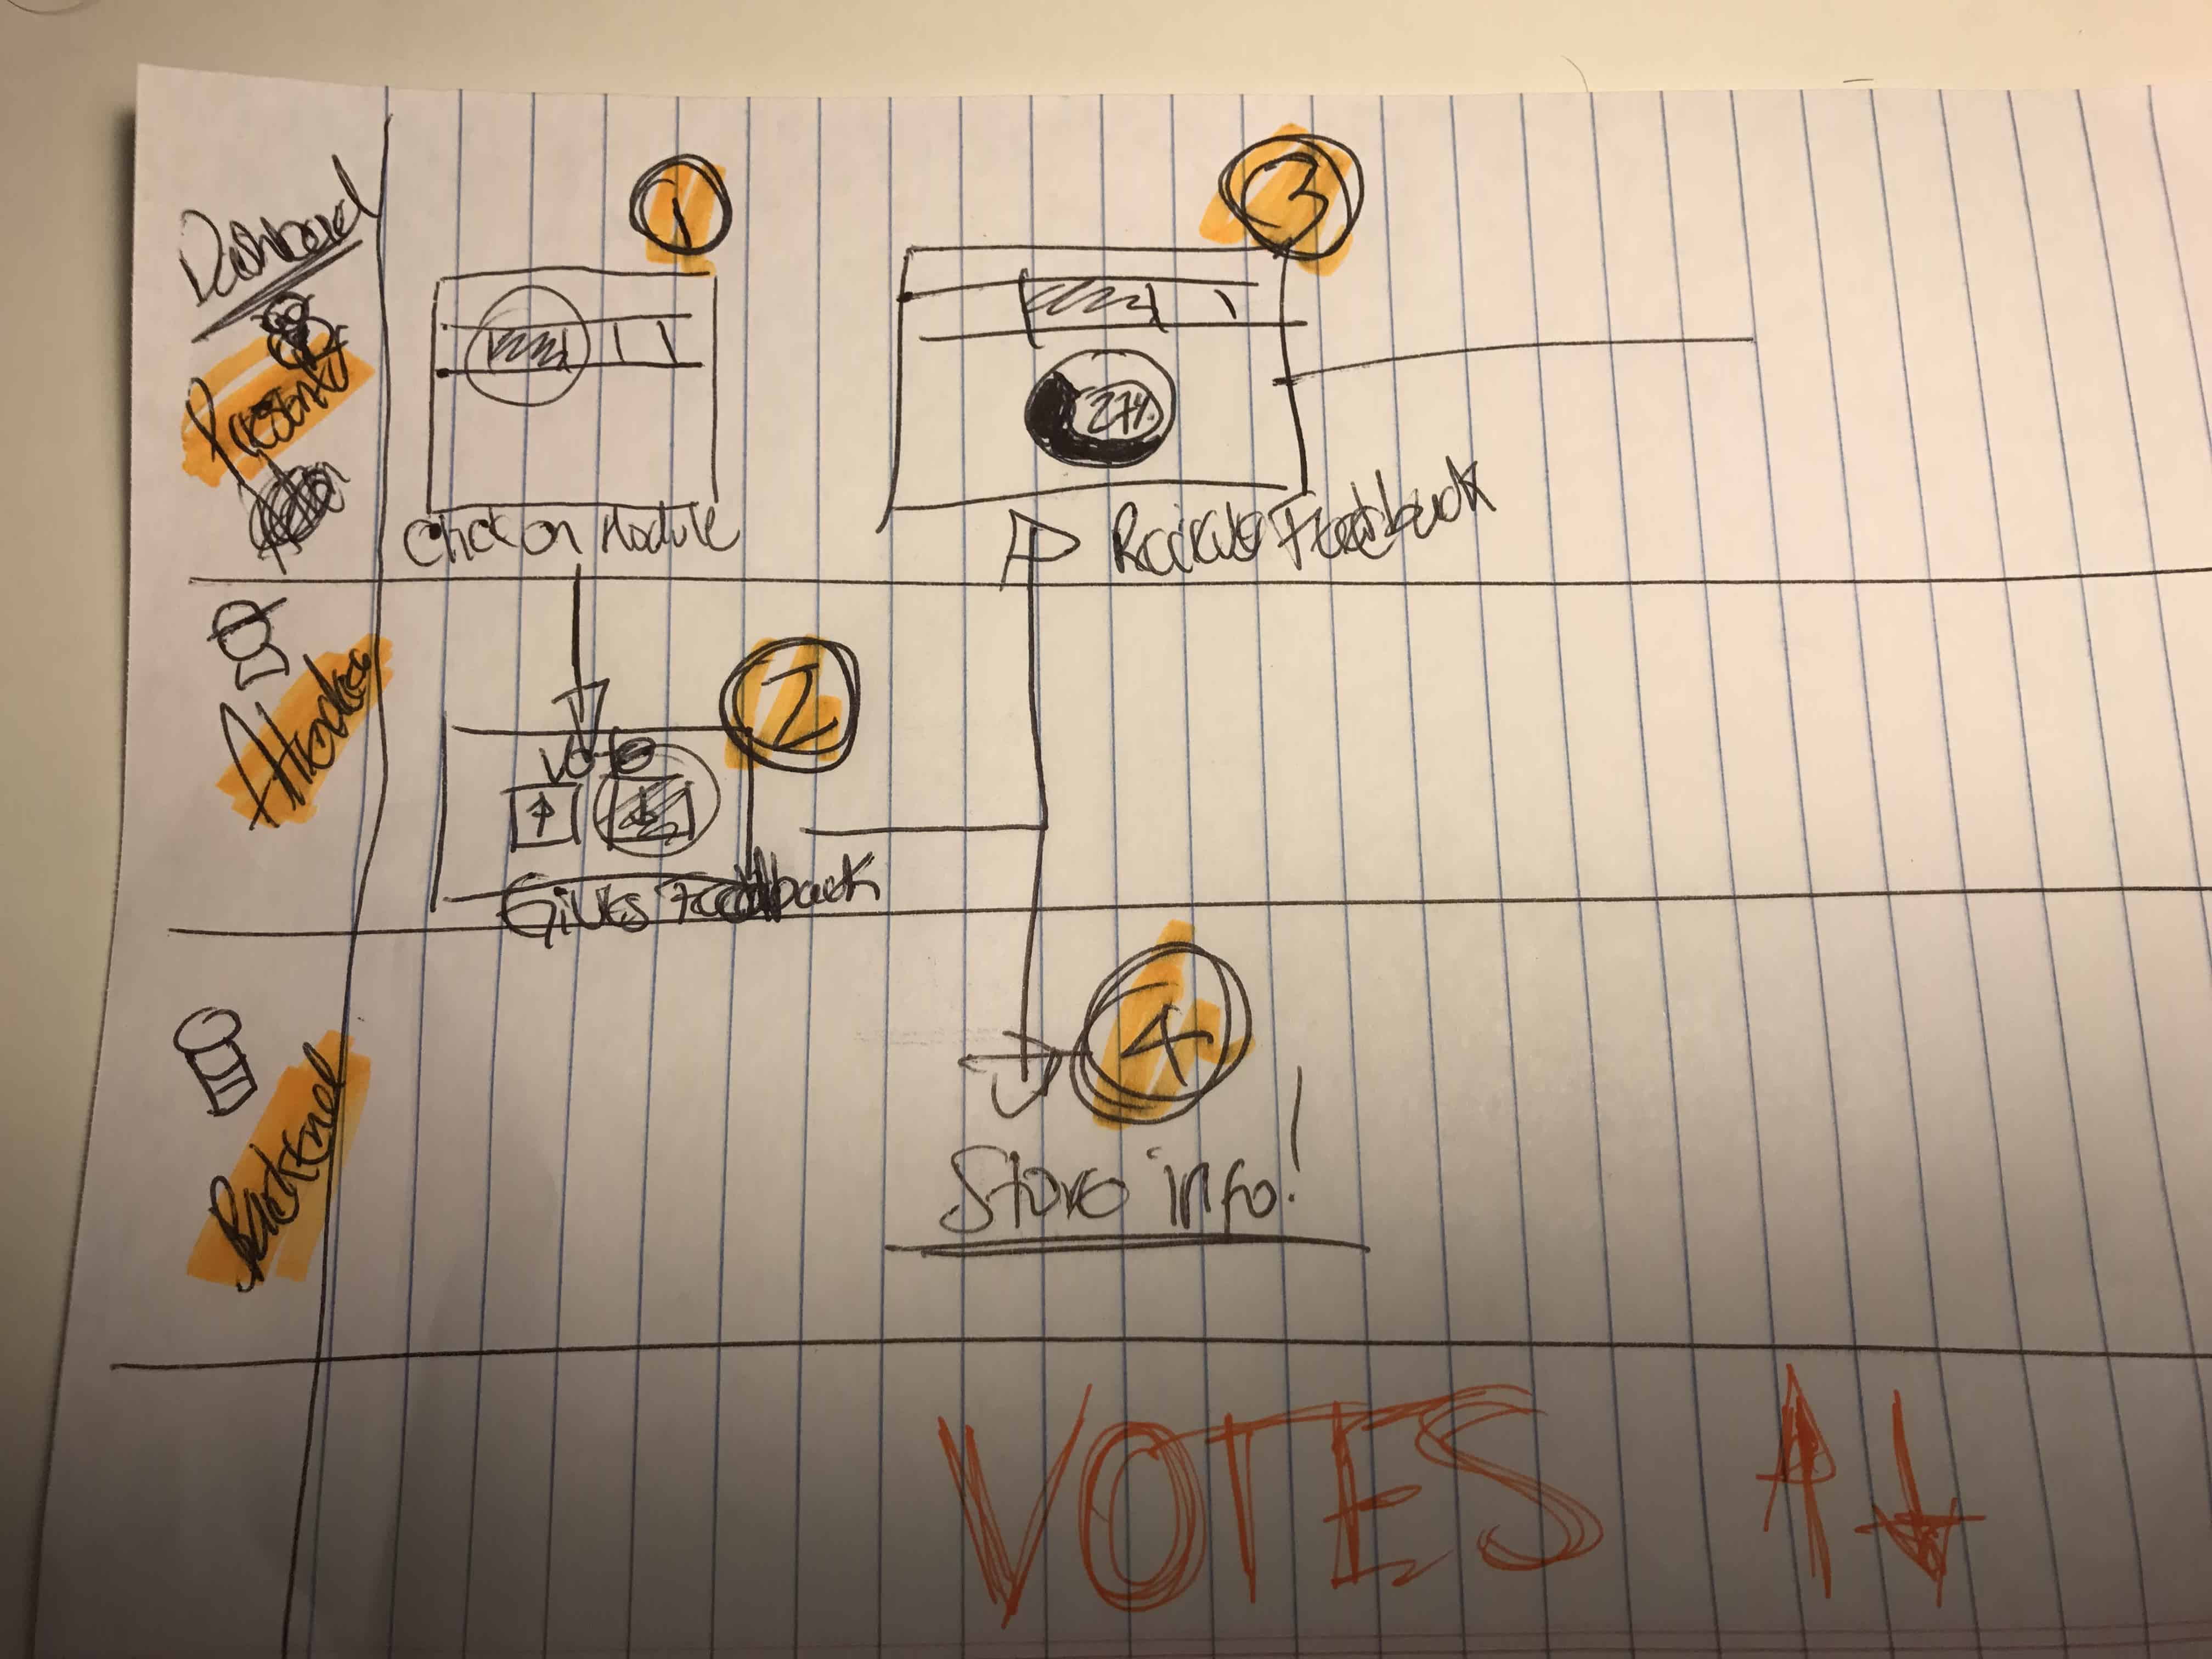 Dashboard
Presenter
1
Click on Module
3
27%
Recieves Feedback
Attendee
2
vote
Gives Feedback
Backend
4
Store info!
VOTES ↑↓